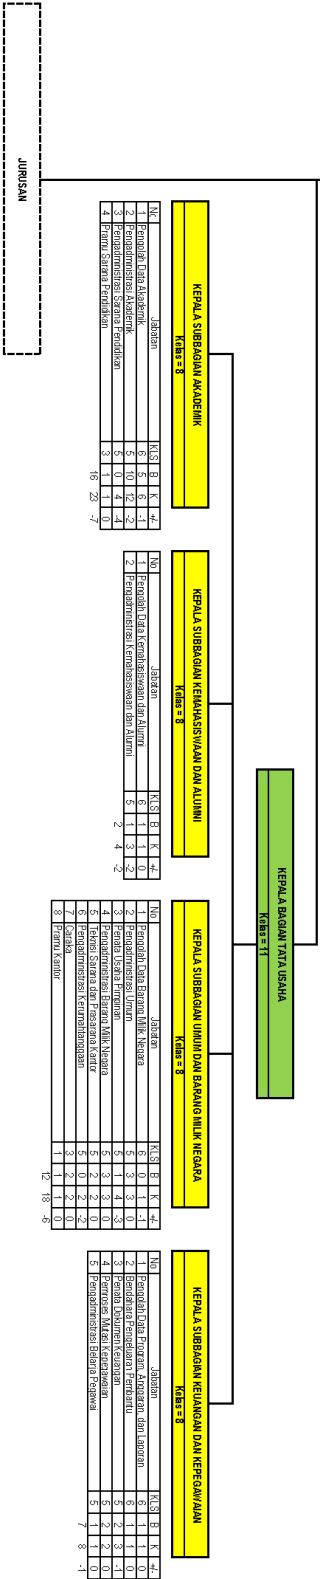 KEPALA BAGIAN TATA USAHA
Kelas = 11
JURUSAN
KEPALA SUBBAGIAN AKADEMIK
Kelas = 8
No Jabatan KLS B K +/-
1 Pengolah Data Akademik 6 5 6 -1
2 Pengadministrasi Akademik 5 10 12 -2
3 Pengadministrasi Sarana Pendidikan 5 0 4 -4
4 Pramu Sarana Pendidikan 3 1 1 0
16 23 -7
KEPALA SUBBAGIAN KEMAHASISWAAN DAN ALUMNI
Kelas = 8
No Jabatan KLS B K +/-
1 Pengolah Data Kemahasiswaan dan Alumni 6 1 1 0
2 Pengadministrasi Kemahasiswaan dan Alumni 5 1 3 -2
2 4 -2
KEPALA SUBBAGIAN UMUM DAN BARANG MILIK NEGARA
Kelas = 8
No Jabatan KLS B K +/-
1 Pengolah Data Barang Milik Negara 6 0 1 -1
2 Pengadministrasi Umum 5 3 3 0
3 Penata Usaha Pimpinan 5 1 4 -3
4 Pengadministrasi Barang Milik Negara 5 3 3 0
5 Teknisi Sarana dan Prasarana Kantor 5 2 2 0
6 Pengadministrasi Kerumahtanggaan 5 0 2 -2
7 Caraka 3 2 2 0
8 Pramu Kantor 1 1 1 0
12 18 -6
KEPALA SUBBAGIAN KEUANGAN DAN KEPEGAWAIAN
Kelas = 8
No Jabatan KLS B K +/-
1 Pengolah Data Program, Anggaran, dan Laporan 6 1 1 0
2 Bendahara Pengeluaran Pembantu 6 1 1 0
3 Penata Dokumen Keuangan 5 2 3 -1
4 Pemroses Mutasi Kepegawaian 5 2 2 0
5 Pengadministrasi Belanja Pegawai 5 1 1 0
7 8 -1